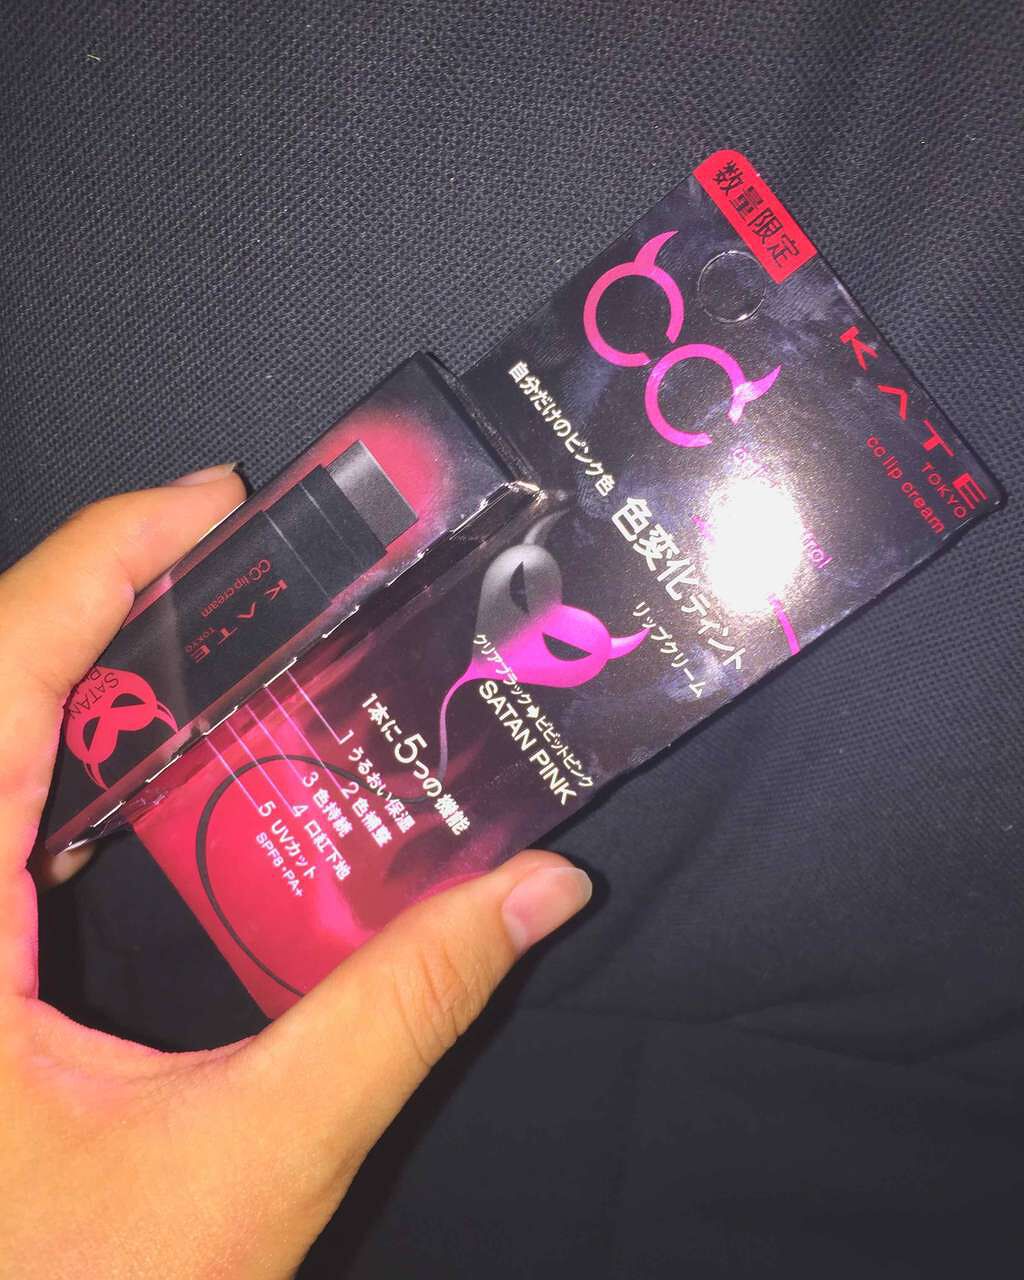 数量限定
KATE
TOKYO
cc lip cream
CC
自分だけのピンク色
色変化ティント
リップクリーム
クリアブラック➡ビビットピンク
SATAN PINK
1本に5つの機能
1 うるおい保湿
2 色補整
3 色持続
4 口紅下地
5 UVカット
SPF8・PA+
KATE
TOKYO
CC lip cream
SATAN